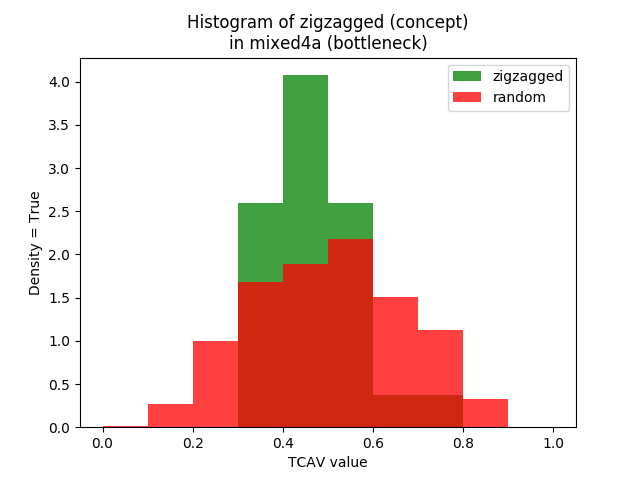 Histogram of zigzagged (concept)
in mixed4a (bottleneck)
zigzagged
random
4.0
3.5
3.0
2.5
2.0
1.5
1.0
0.5
0.0
Density = True
0.0 0.2 0.4 0.6 0.8 1.0
TCAV value